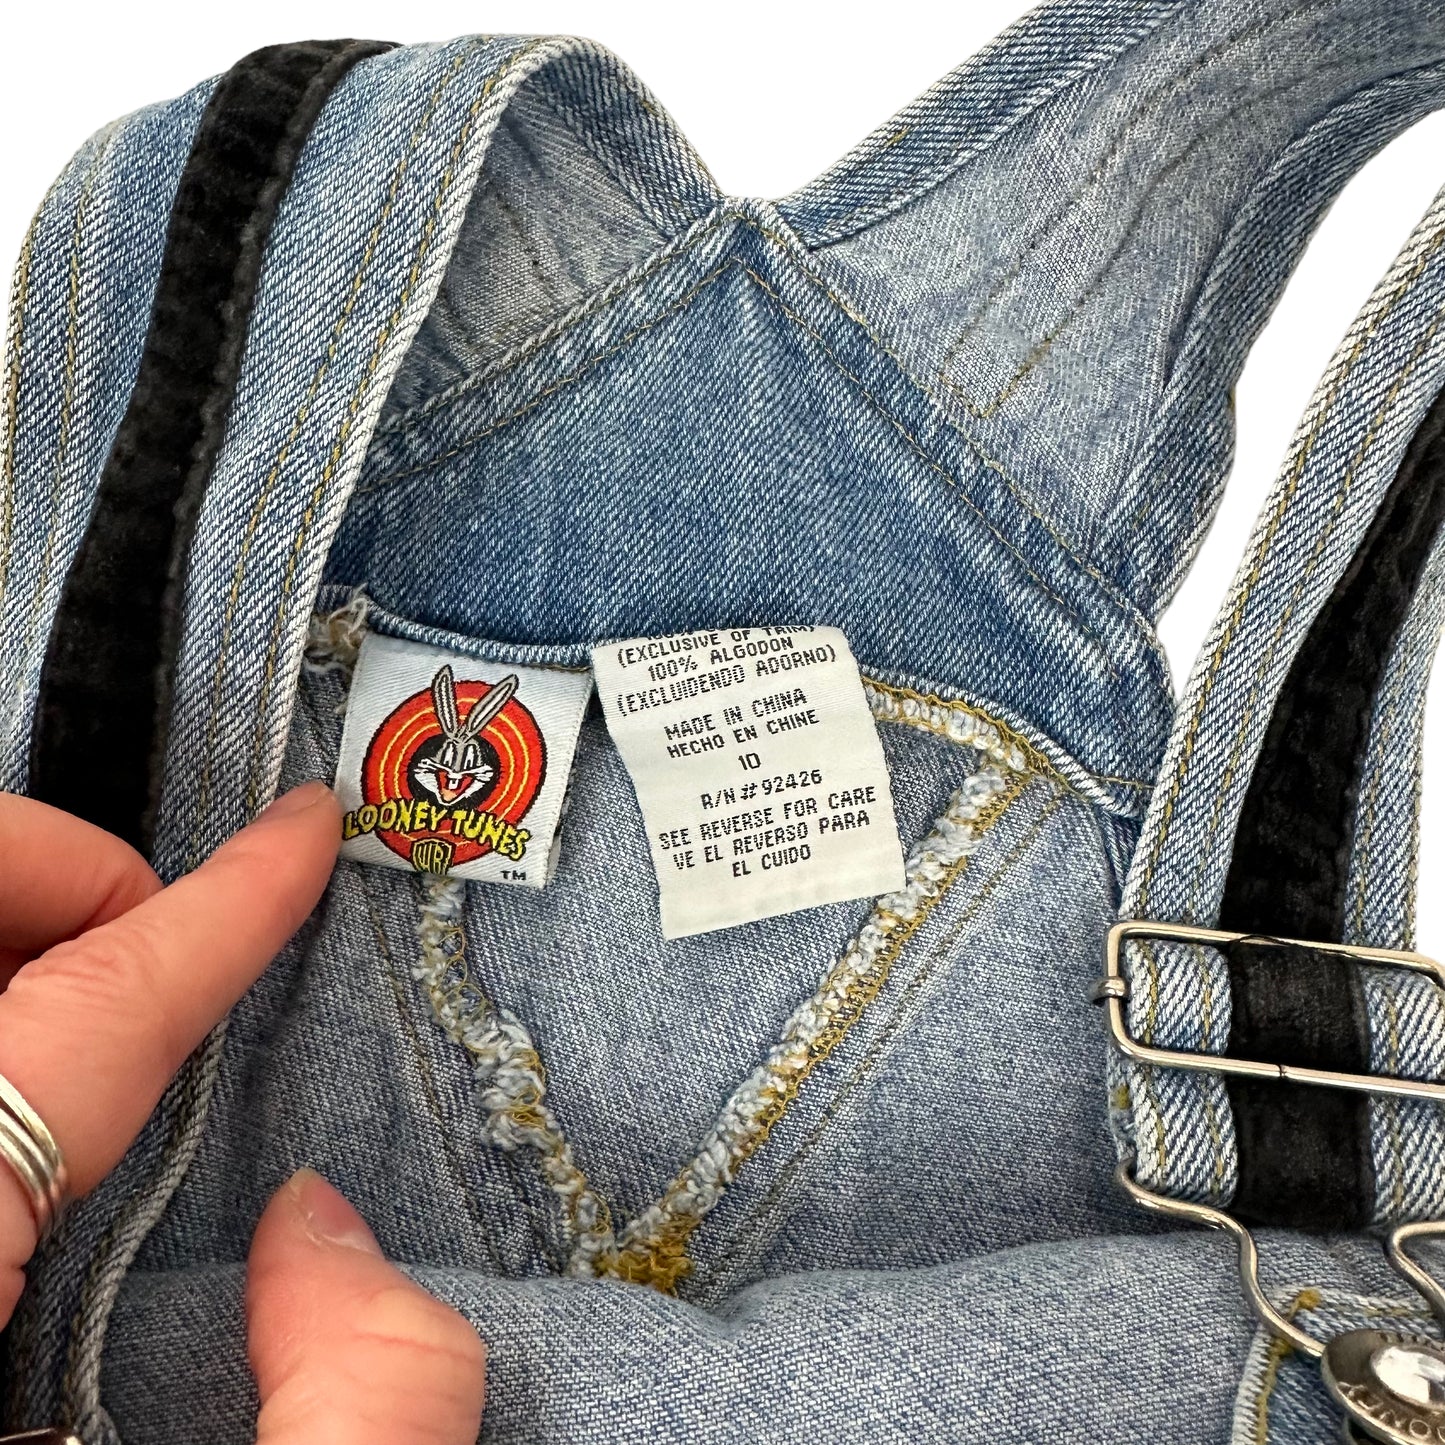 LOONEY TUNES
WB
TM
(EXCLUSIVE OF TRIM)
100% ALGODON
(EXCLUIDENDO ADORNO)
MADE IN CHINA
HECHO EN CHINE
10
R/N # 92426
SEE REVERSE FOR CARE
VE EL REVERSO PARA
EL CUIDO